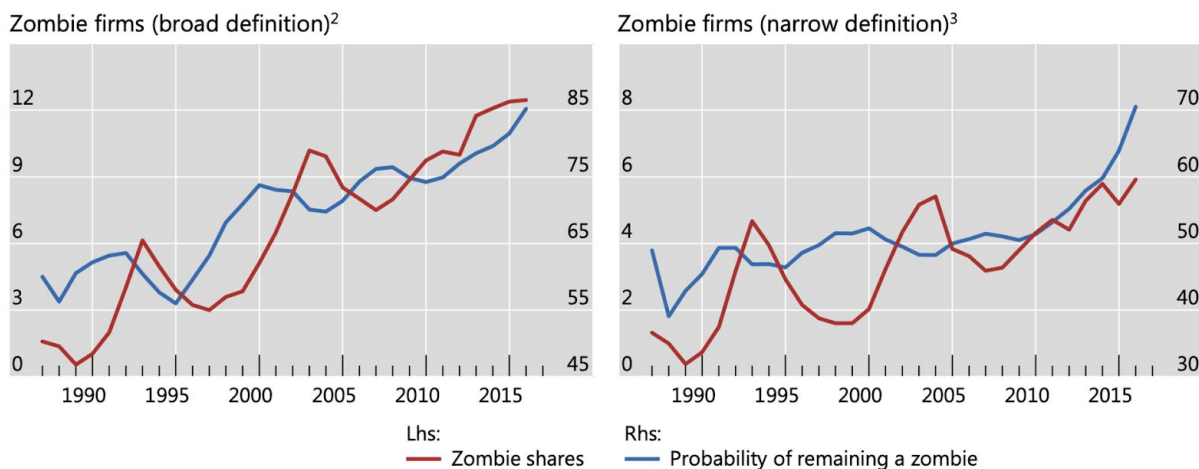 Zombie firms (broad definition)²
Zombie firms (narrow definition)³
12 85
9 75
6 65
3 55
0 45
1990 1995 2000 2005 2010 2015
8 70
6 60
4 50
2 40
0 30
1990 1995 2000 2005 2010 2015
Lhs:
Zombie shares
Rhs:
Probability of remaining a zombie